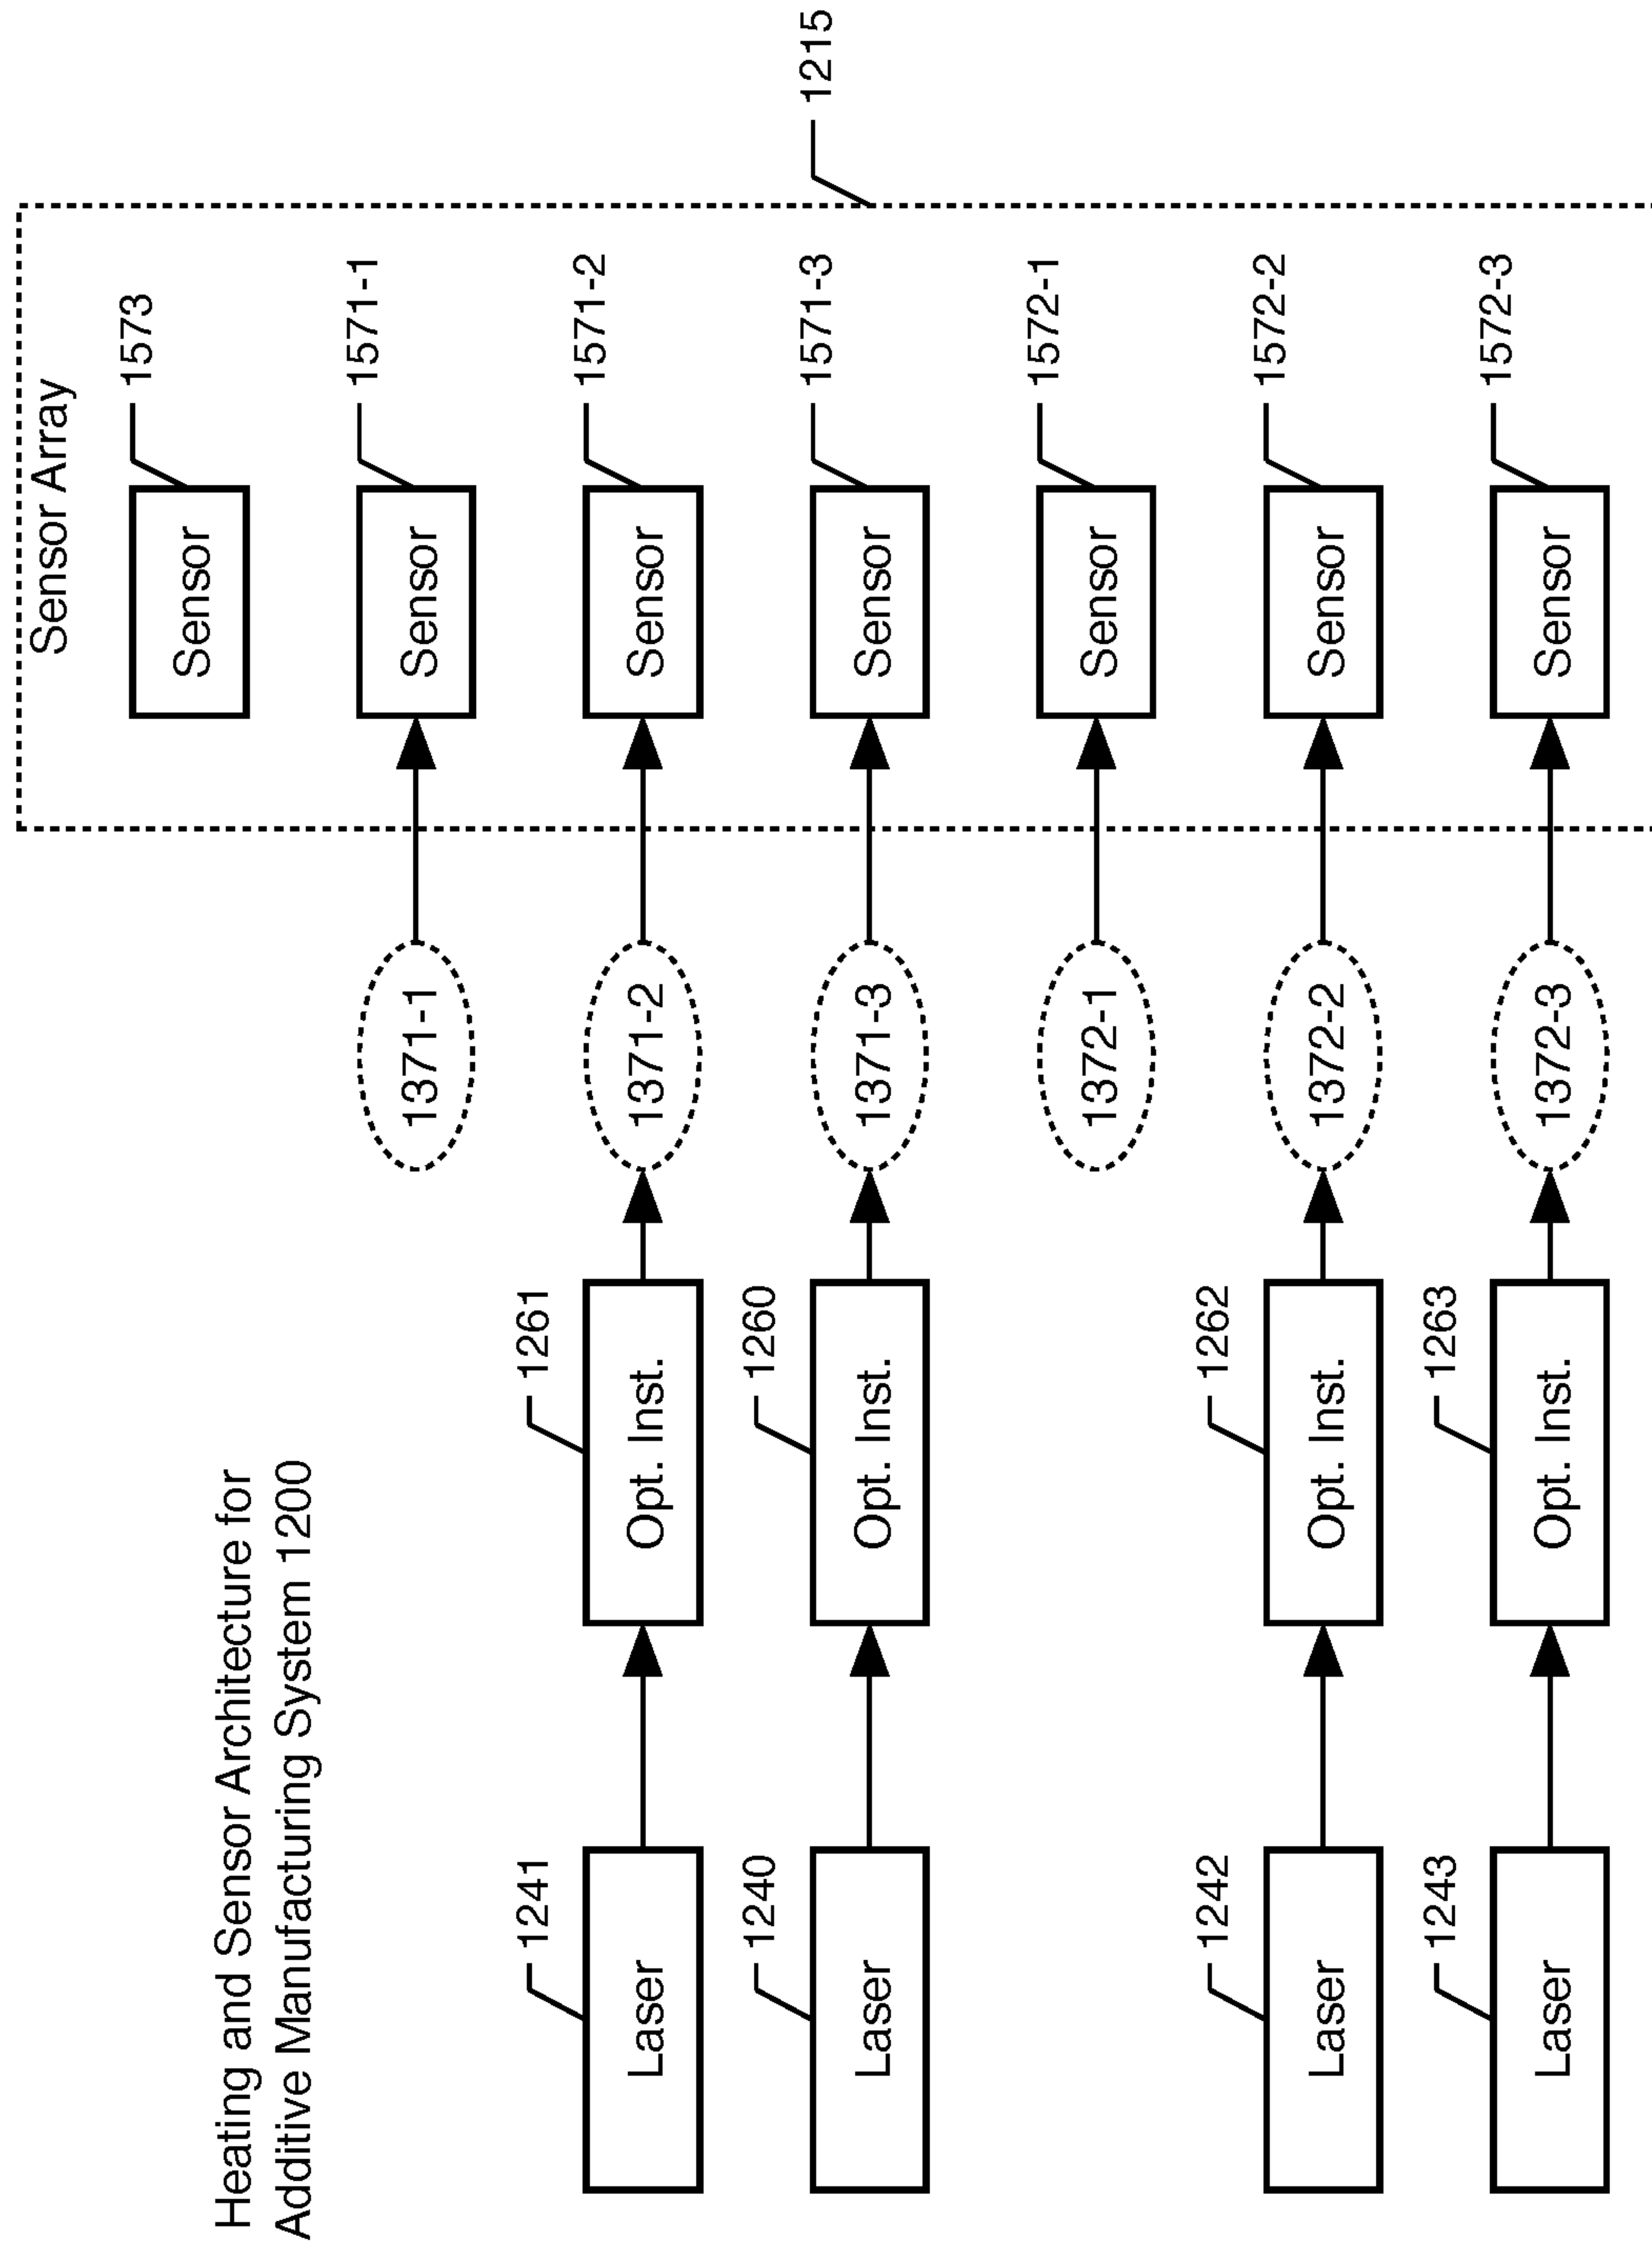 Heating and Sensor Architecture for
Additive Manufacturing System 1200
Sensor Array
1215
1573
Sensor
1371-1
1571-1
Sensor
1241
Laser
1261
Opt. Inst.
1371-2
1571-2
Sensor
1240
Laser
1260
Opt. Inst.
1371-3
1571-3
Sensor
1372-1
1572-1
Sensor
1242
Laser
1262
Opt. Inst.
1372-2
1572-2
Sensor
1243
Laser
1263
Opt. Inst.
1372-3
1572-3
Sensor